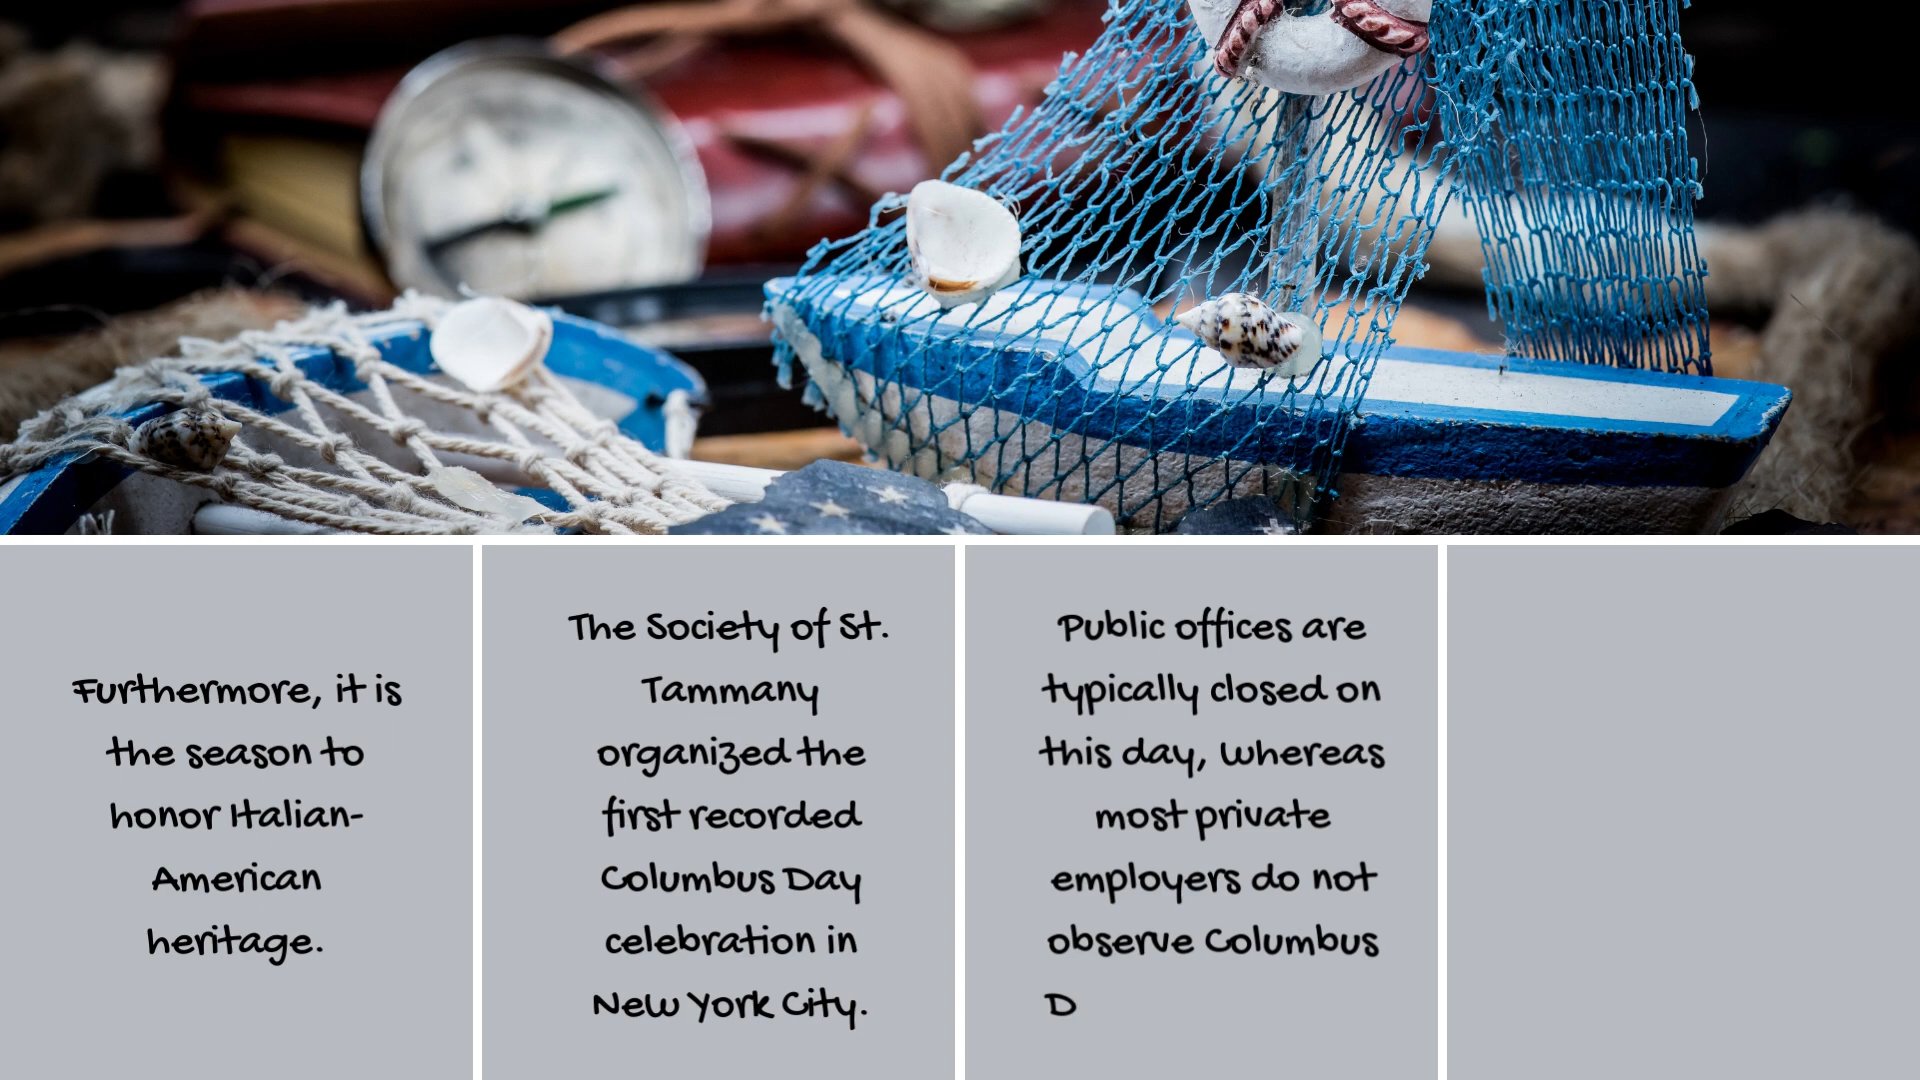 Furthermore, it is
the season to
honor Italian-
American
heritage.
The Society of St.
Tammany
organized the
first recorded
Columbus Day
celebration in
New York City.
Public offices are
typically closed on
this day, whereas
most private
employers do not
observe Columbus
D